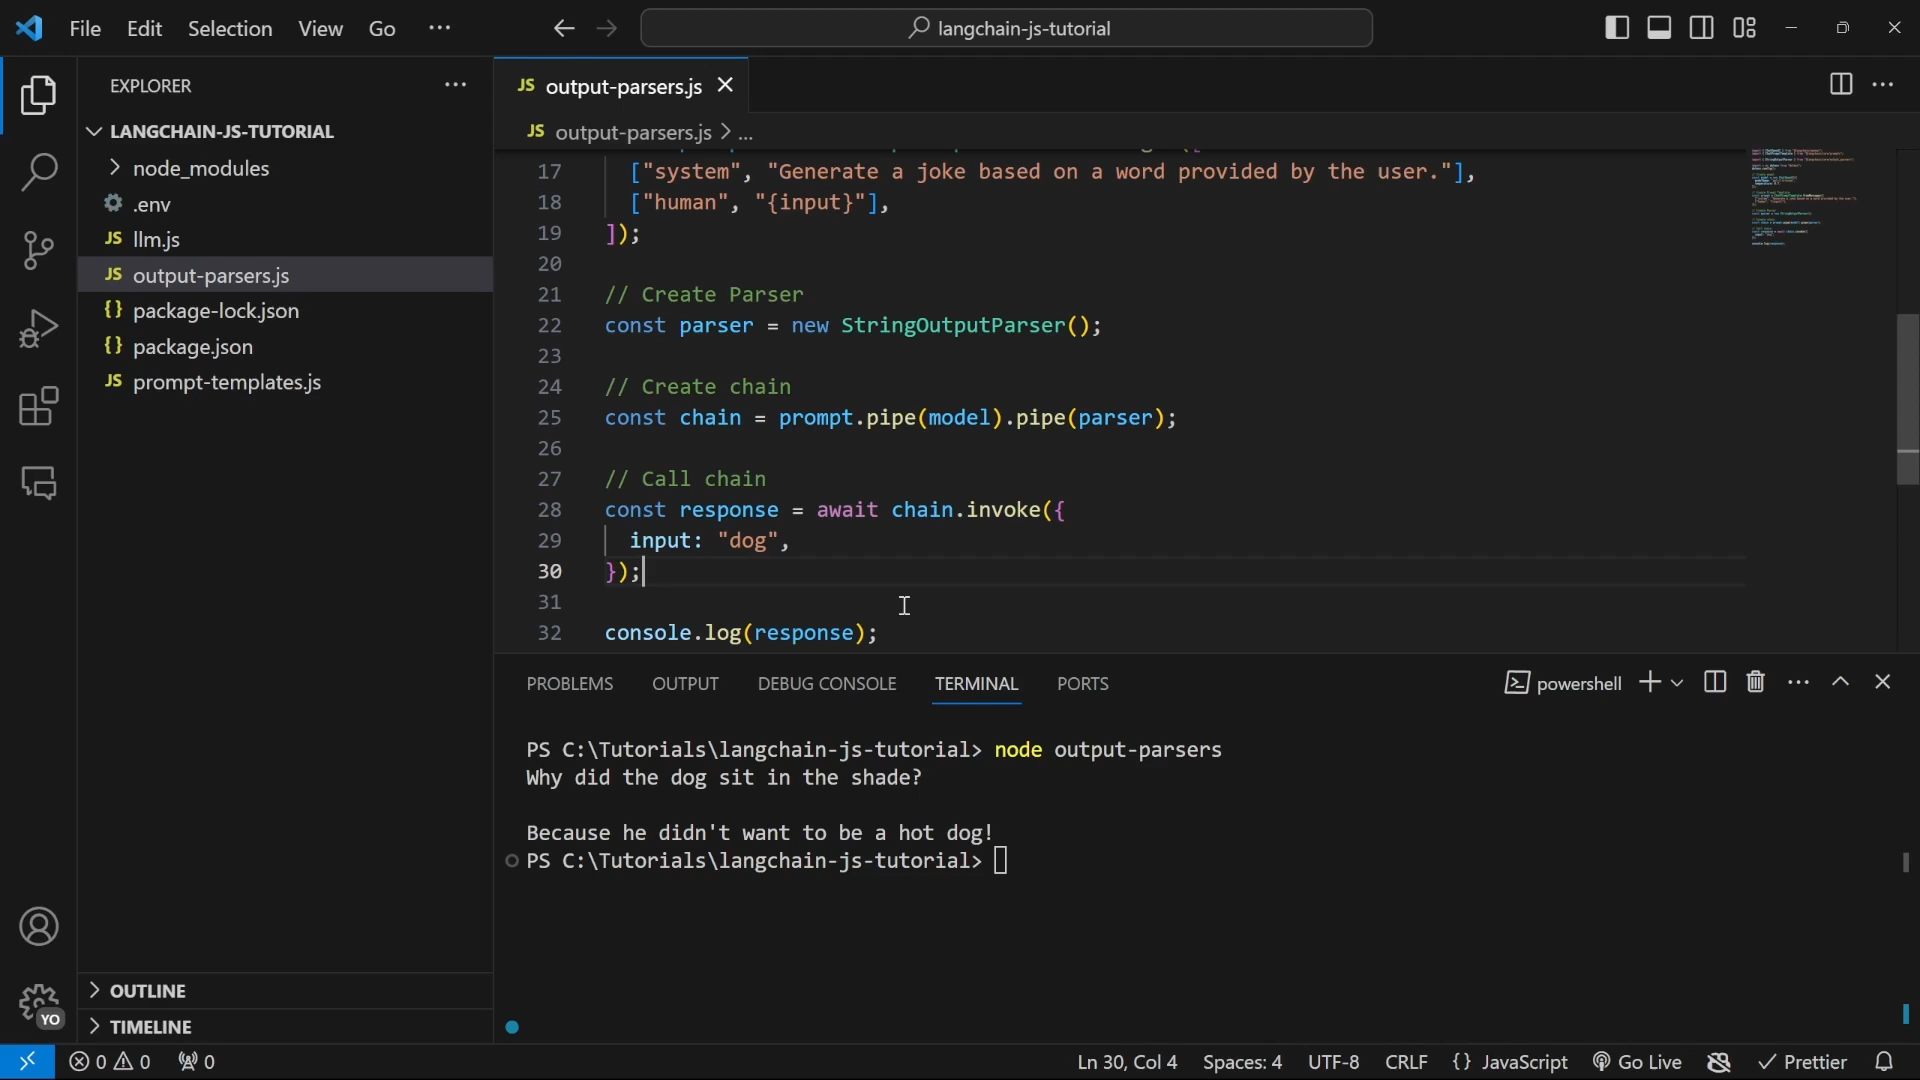 File Edit Selection View Go ···
langchain-js-tutorial
EXPLORER
LANGCHAIN-JS-TUTORIAL
node_modules
.env
JS llm.js
JS output-parsers.js
{} package-lock.json
{} package.json
JS prompt-templates.js
OUTLINE
TIMELINE
JS output-parsers.js
JS output-parsers.js > ...
17 ["system", "Generate a joke based on a word provided by the user."],
18 ["human", "{input}"],
19 ]);
20
21 // Create Parser
22 const parser = new StringOutputParser();
23
24 // Create chain
25 const chain = prompt.pipe(model).pipe(parser);
26
27 // Call chain
28 const response = await chain.invoke({
29 input: "dog",
30 });
31
32 console.log(response);
PROBLEMS OUTPUT DEBUG CONSOLE TERMINAL PORTS
powershell
PS C:\Tutorials\langchain-js-tutorial> node output-parsers
Why did the dog sit in the shade?
Because he didn't want to be a hot dog!
PS C:\Tutorials\langchain-js-tutorial>
YO
0 0 0
Ln 30, Col 4 Spaces: 4 UTF-8 CRLF {} JavaScript Go Live Prettier